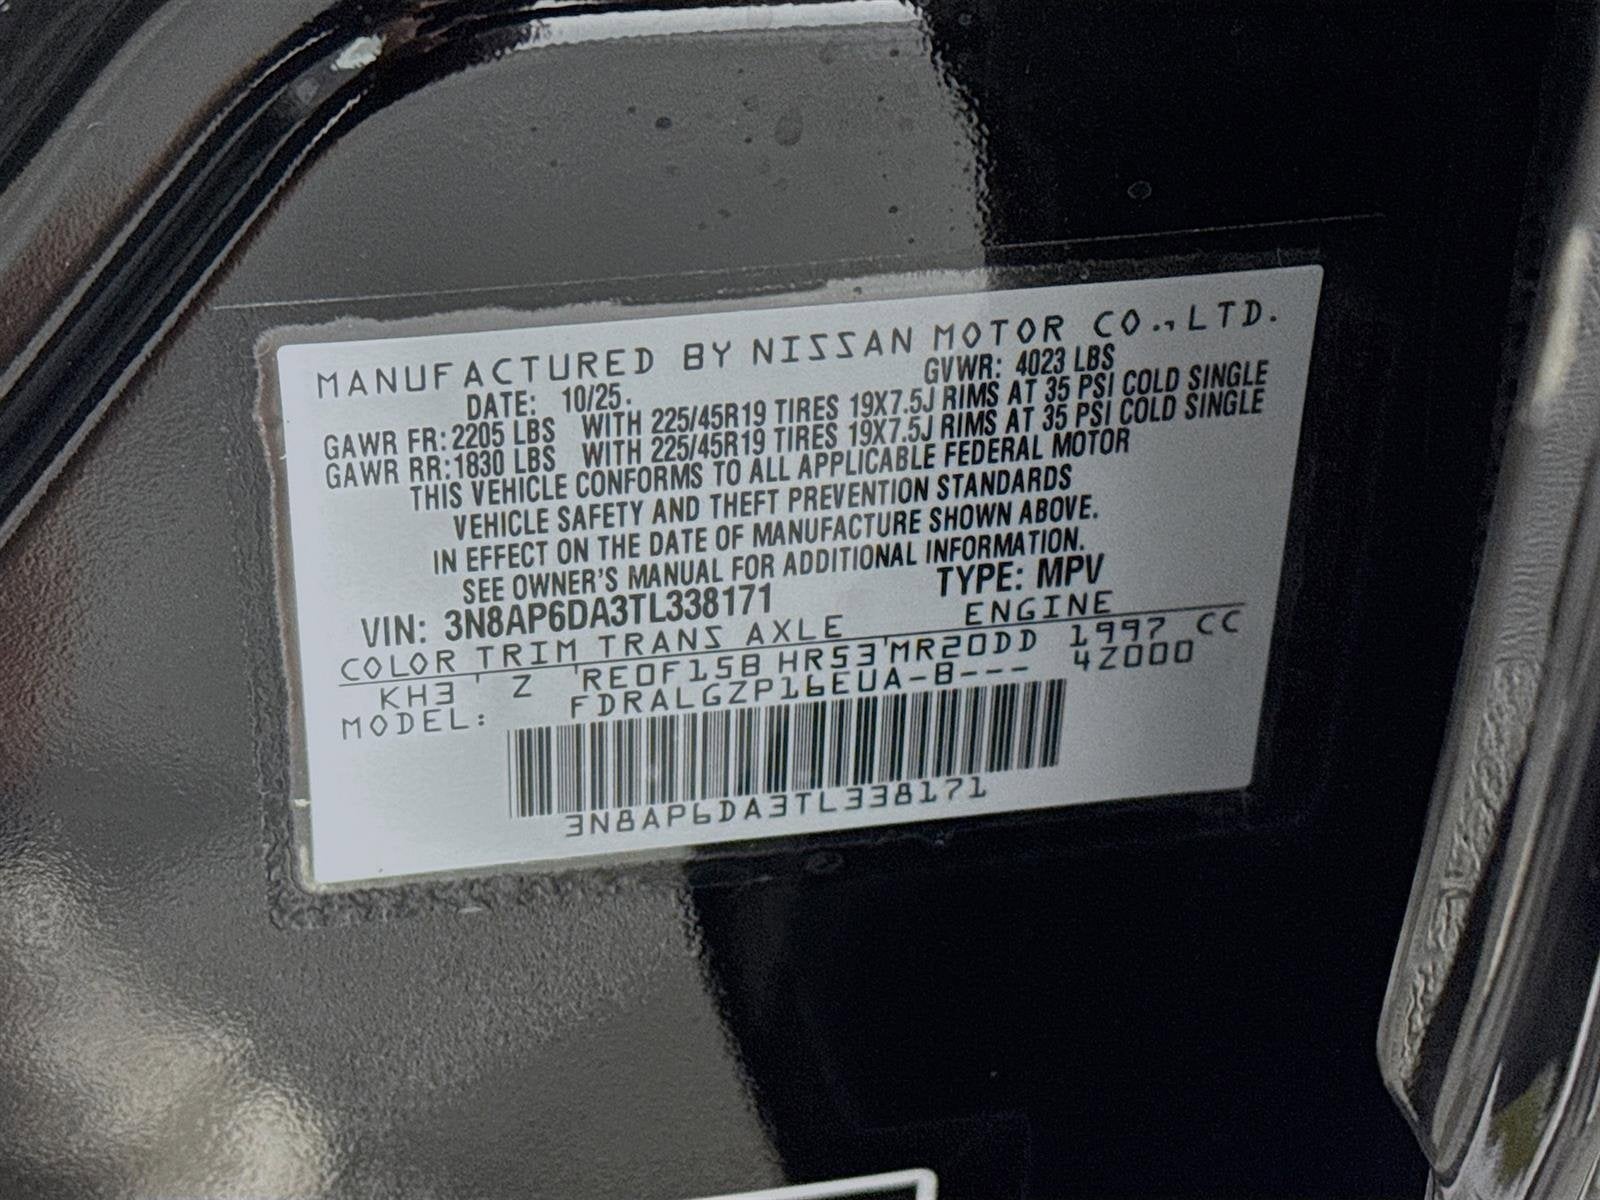 MANUFACTURED BY NISSAN MOTOR CO., LTD.
DATE: 10/25. GVWR: 4023 LBS
GAWR FR: 2205 LBS WITH 225/45R19 TIRES 19X7.5J RIMS AT 35 PSI COLD SINGLE
GAWR RR: 1830 LBS WITH 225/45R19 TIRES 19X7.5J RIMS AT 35 PSI COLD SINGLE
THIS VEHICLE CONFORMS TO ALL APPLICABLE FEDERAL MOTOR
VEHICLE SAFETY AND THEFT PREVENTION STANDARDS
IN EFFECT ON THE DATE OF MANUFACTURE SHOWN ABOVE.
SEE OWNER'S MANUAL FOR ADDITIONAL INFORMATION.
VIN: 3N8AP6DA3TL338171 TYPE: MPV
COLOR TRIM TRANS AXLE ENGINE
KH3 ' Z 'RE0F15B HR53'MR20DD 1997 CC
MODEL: FDRALGZP16EUA-B--- 4Z000
3N8AP6DA3TL338171